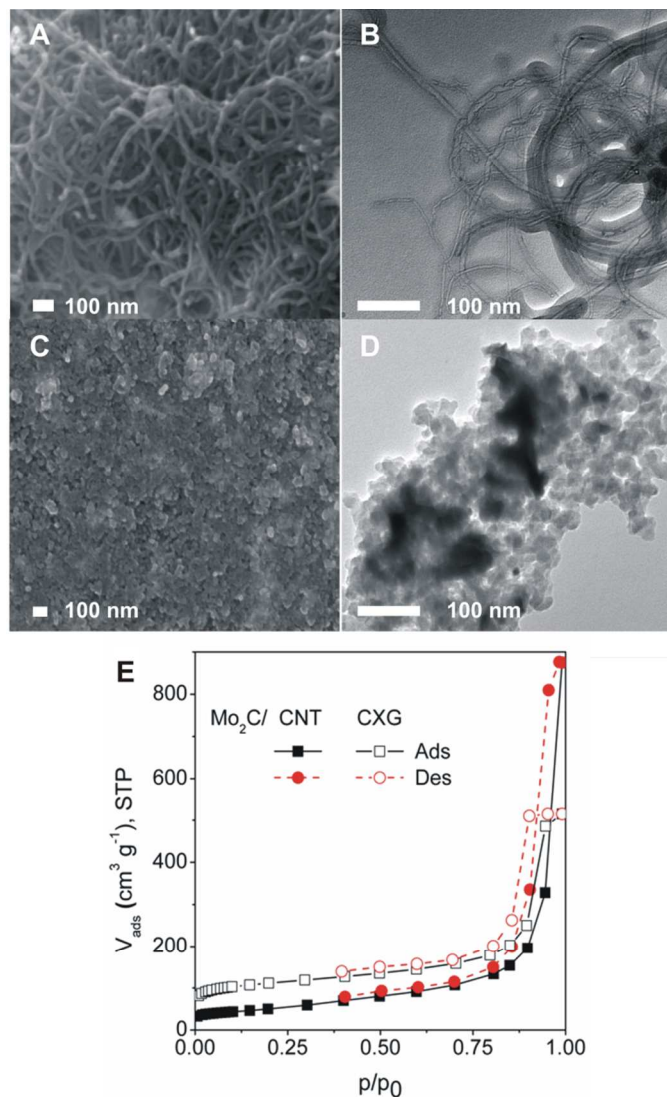 A
B
100 nm
100 nm
C
D
100 nm
100 nm
E
Mo₂C/ CNT CXG
Ads
Des
V_ads (cm³ g⁻¹), STP
800
600
400
200
0
0.00 0.25 0.50 0.75 1.00
p/p₀